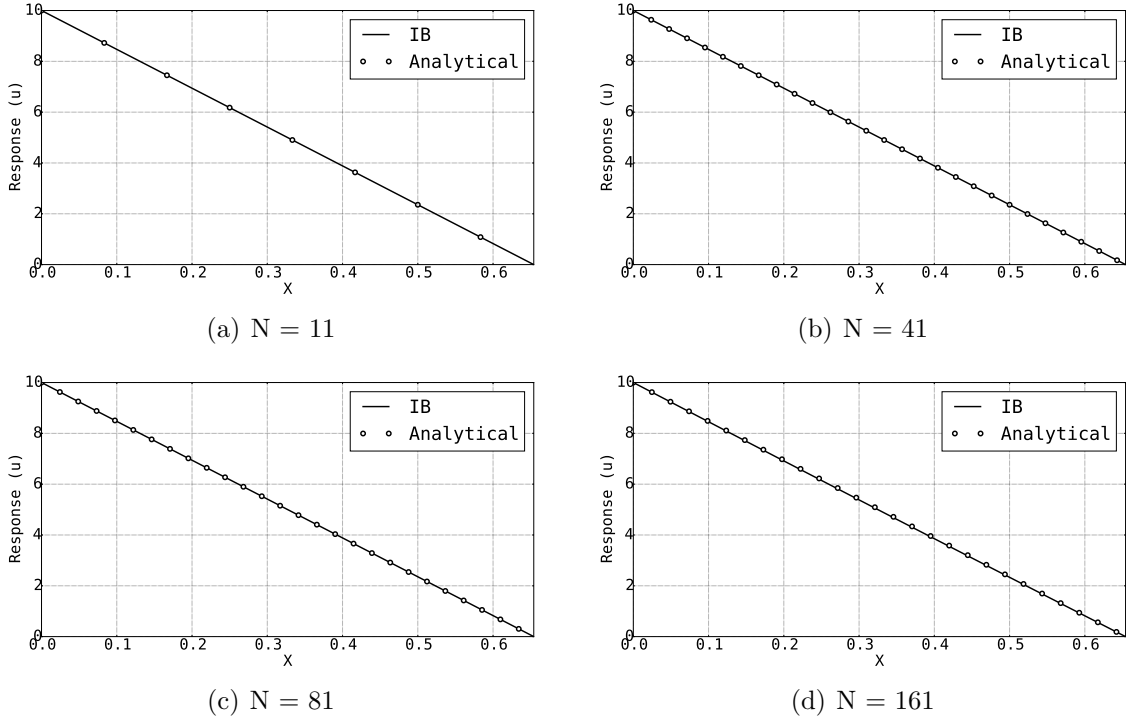 10
8
6
4
2
0
Response (u)
0.0 0.1 0.2 0.3 0.4 0.5 0.6
X
IB
Analytical
(a) N = 11
10
8
6
4
2
0
Response (u)
0.0 0.1 0.2 0.3 0.4 0.5 0.6
X
IB
Analytical
(b) N = 41
10
8
6
4
2
0
Response (u)
0.0 0.1 0.2 0.3 0.4 0.5 0.6
X
IB
Analytical
(c) N = 81
10
8
6
4
2
0
Response (u)
0.0 0.1 0.2 0.3 0.4 0.5 0.6
X
IB
Analytical
(d) N = 161